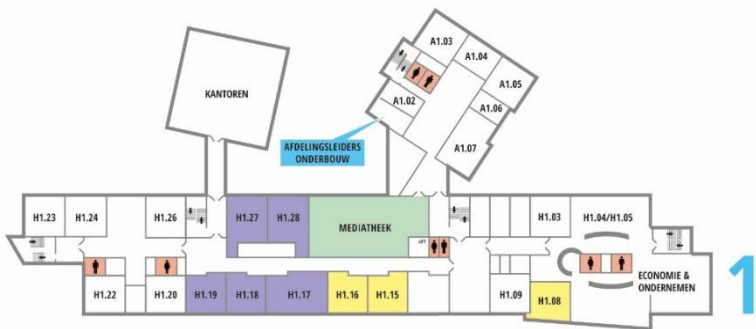 A1.03
A1.04
A1.05
A1.02
A1.06
A1.07
KANTOREN
AFDELINGSLEIDERS
ONDERBOUW
H1.23
H1.24
H1.26
H1.27
H1.28
MEDIATHEEK
LIFT
H1.03
H1.04/H1.05
H1.22
H1.20
H1.19
H1.18
H1.17
H1.16
H1.15
H1.09
H1.08
ECONOMIE &
ONDERNEMEN
1